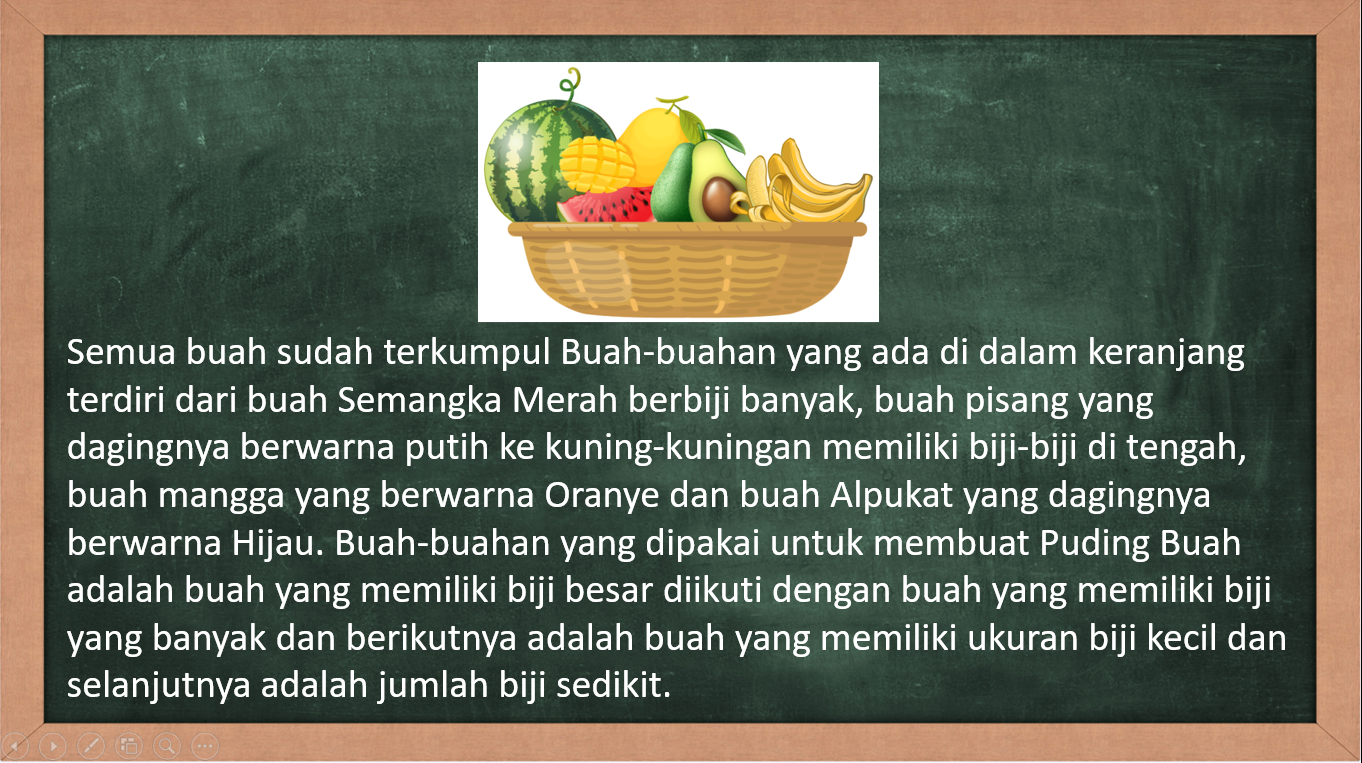 Semua buah sudah terkumpul Buah-buahan yang ada di dalam keranjang
terdiri dari buah Semangka Merah berbiji banyak, buah pisang yang
dagingnya berwarna putih ke kuning-kuningan memiliki biji-biji di tengah,
buah mangga yang berwarna Oranye dan buah Alpukat yang dagingnya
berwarna Hijau. Buah-buahan yang dipakai untuk membuat Puding Buah
adalah buah yang memiliki biji besar diikuti dengan buah yang memiliki biji
yang banyak dan berikutnya adalah buah yang memiliki ukuran biji kecil dan
selanjutnya adalah jumlah biji sedikit.